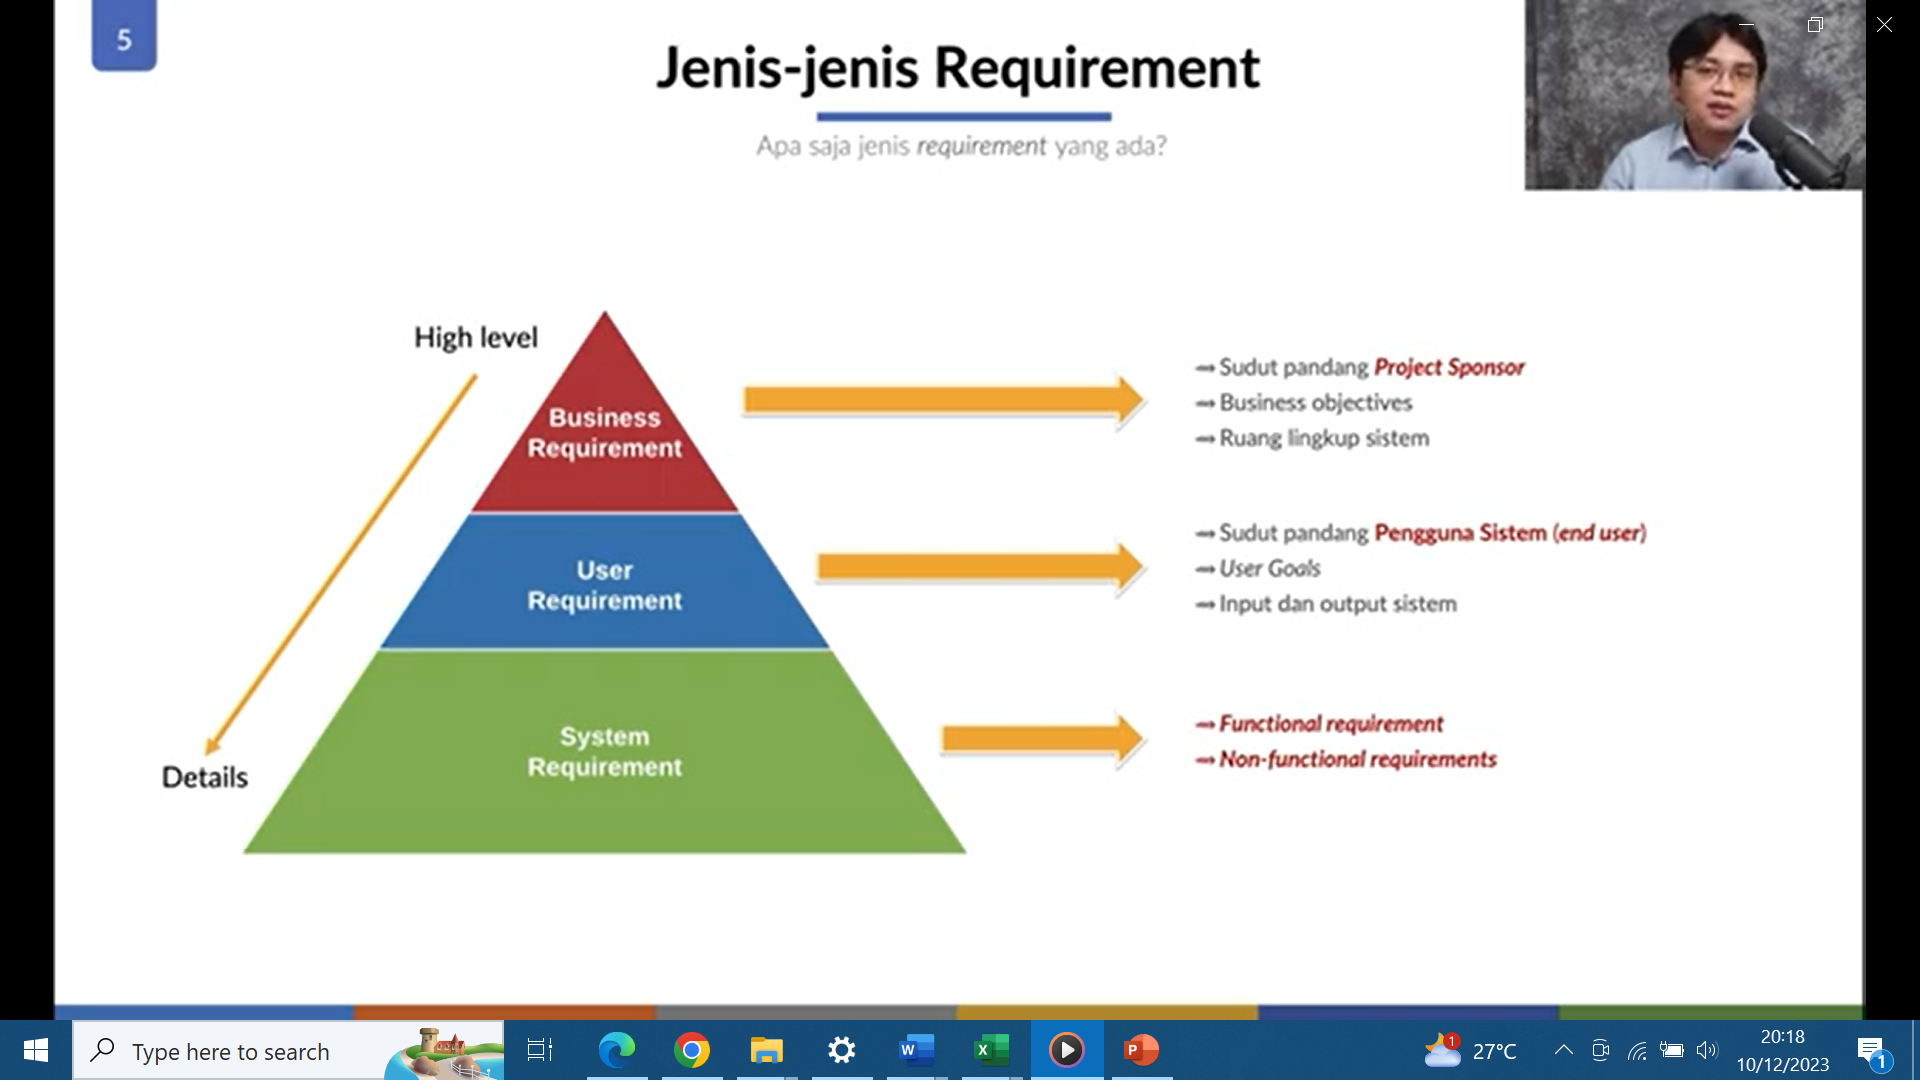 5
Jenis-jenis Requirement
Apa saja jenis requirement yang ada?
High level
Details
Business
Requirement
→ Sudut pandang Project Sponsor
→ Business objectives
→ Ruang lingkup sistem
User
Requirement
→ Sudut pandang Pengguna Sistem (end user)
→ User Goals
→ Input dan output sistem
System
Requirement
→ Functional requirement
→ Non-functional requirements
Type here to search
1
27°C
20:18
10/12/2023
1